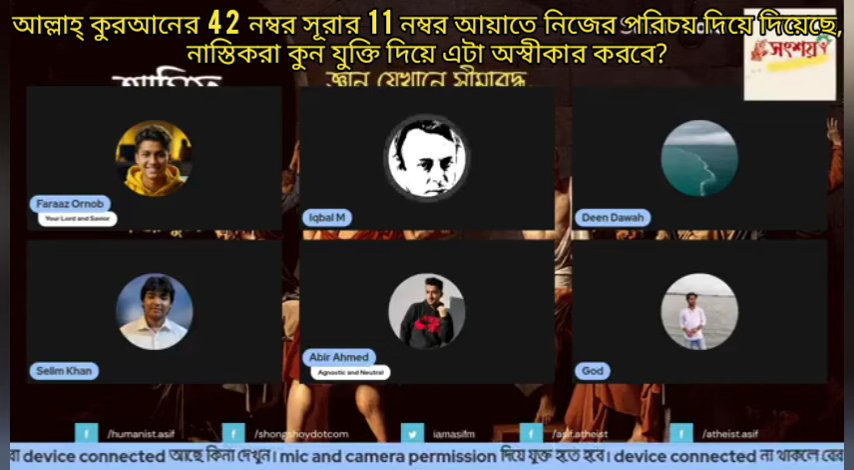 আল্লাহ্ কুরআনের 42 নম্বর সূরার 11 নম্বর আয়াতে নিজের পরিচয় দিয়ে দিয়েছে,
নাস্তিকরা কুন যুক্তি দিয়ে এটা অস্বীকার করবে?
সংশয়
জ্ঞান যেখানে সীমাবদ্ধ
Faraaz Ornob
Your Lord and Savior
Iqbal M
Deen Dawah
Selim Khan
Abir Ahmed
Agnostic and Neutral
God
/humanist.asif
/shongshoydotcom
iamasifm
/asif.atheist
/atheist.asif
device connected আছে কিনা দেখুন। mic and camera permission দিয়ে যুক্ত হতে হবে। device connected না থাকলে